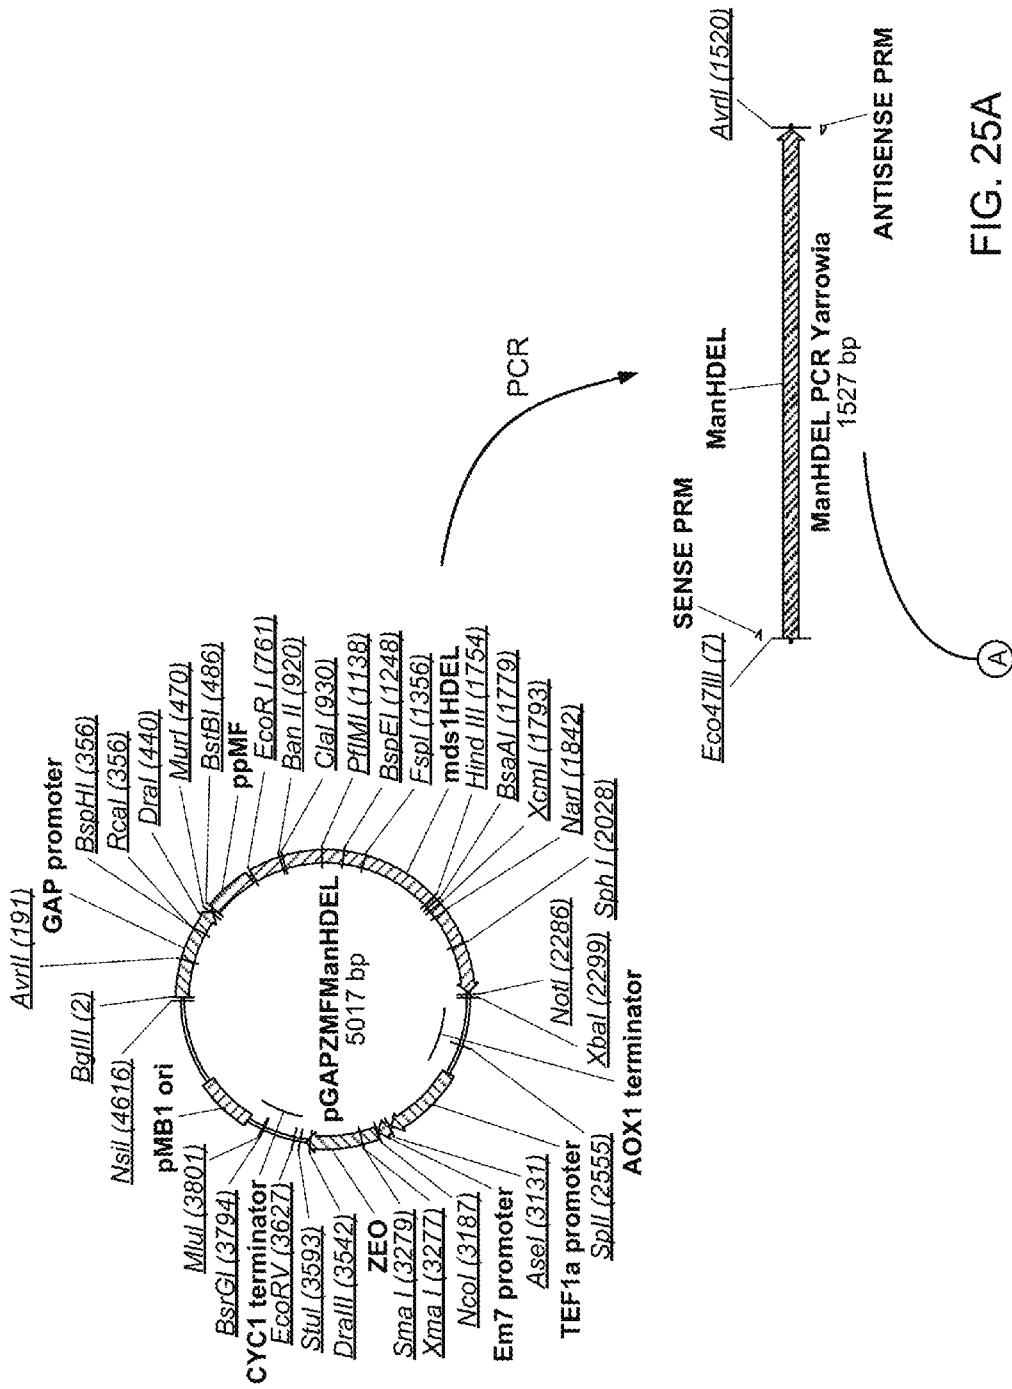 AvrII (191)
GAP promoter
BspHI (356)
RcaI (356)
DraI (440)
MurI (470)
BstBI (486)
ppMF
EcoR I (761)
Ban II (920)
ClaI (930)
PflMI (1138)
BspEI (1248)
FspI (1356)
mds1HDEL
Hind III (1754)
BsaAI (1779)
XcmI (1793)
NarI (1842)
Sph I (2028)
NotI (2286)
XbaI (2299)
AOX1 terminator
SplI (2555)
TEF1a promoter
AseI (3131)
Em7 promoter
NcoI (3187)
Xma I (3277)
Sma I (3279)
ZEO
DraIII (3542)
StuI (3593)
EcoRV (3627)
CYC1 terminator
BsrGI (3794)
MluI (3801)
pMB1 ori
NsiI (4616)
BglII (2)
pGAPZMFManHDEL
5017 bp
PCR
Eco47III (7)
SENSE PRM
ManHDEL
AvrII (1520)
ManHDEL PCR Yarrowia
1527 bp
ANTISENSE PRM
A
FIG. 25A